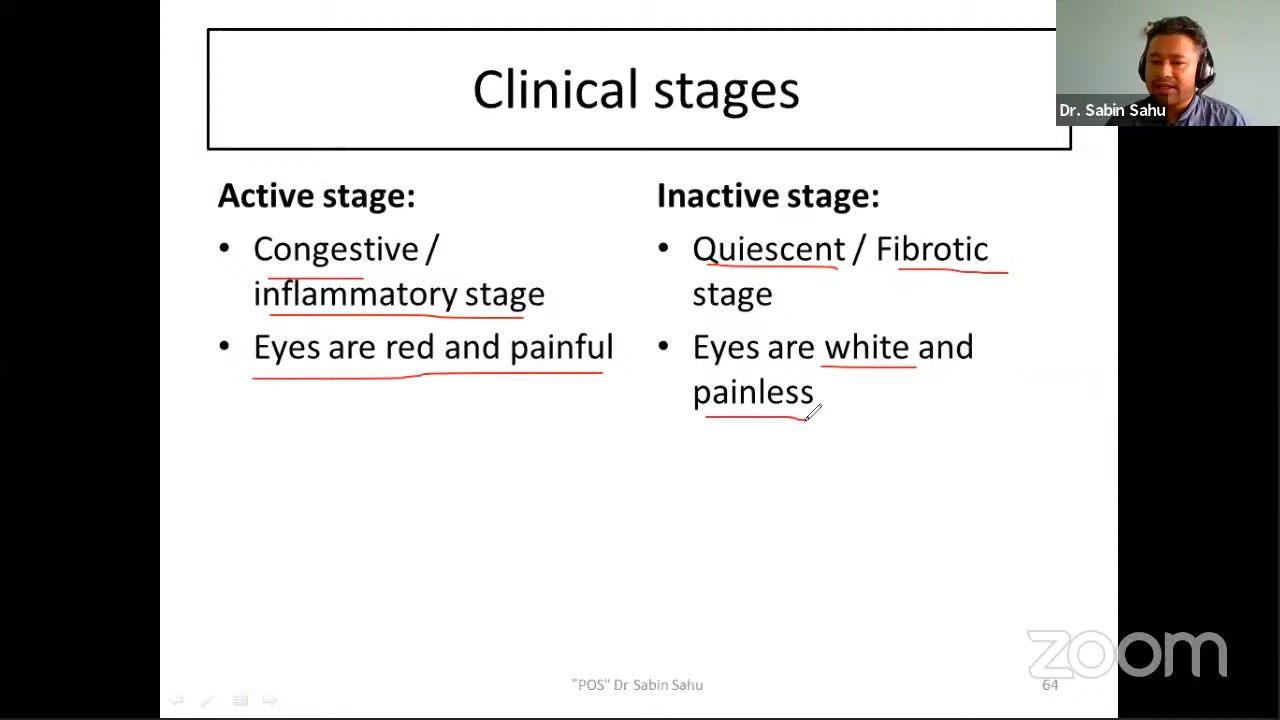 Clinical stages
Dr. Sabin Sahu
Active stage:
• Congestive /
inflammatory stage
• Eyes are red and painful
Inactive stage:
• Quiescent / Fibrotic
stage
• Eyes are white and
painless
zoom
"POS" Dr Sabin Sahu
64